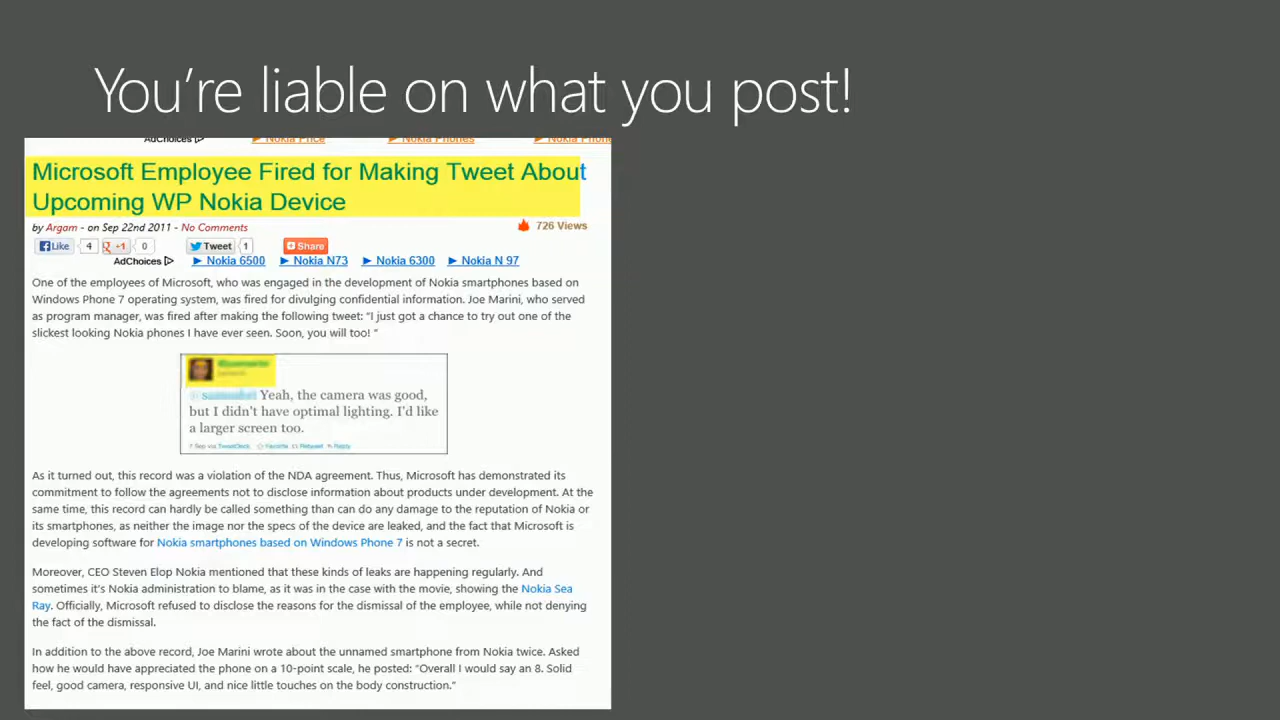 You're liable on what you post!
AdChoices ▷ ► Nokia Price ► Nokia Phones ► Nokia Phon
Microsoft Employee Fired for Making Tweet About
Upcoming WP Nokia Device
by Argam - on Sep 22nd 2011 - No Comments
726 Views
Like 4 +1 0 Tweet 1 Share
AdChoices ▷ ► Nokia 6500 ► Nokia N73 ► Nokia 6300 ► Nokia N 97
One of the employees of Microsoft, who was engaged in the development of Nokia smartphones based on
Windows Phone 7 operating system, was fired for divulging confidential information. Joe Marini, who served
as program manager, was fired after making the following tweet: "I just got a chance to try out one of the
slickest looking Nokia phones I have ever seen. Soon, you will too! "
Yeah, the camera was good,
but I didn't have optimal lighting. I'd like
a larger screen too.
7 Sep via TweetDeck Favorite Retweet Reply
As it turned out, this record was a violation of the NDA agreement. Thus, Microsoft has demonstrated its
commitment to follow the agreements not to disclose information about products under development. At the
same time, this record can hardly be called something than can do any damage to the reputation of Nokia or
its smartphones, as neither the image nor the specs of the device are leaked, and the fact that Microsoft is
developing software for Nokia smartphones based on Windows Phone 7 is not a secret.
Moreover, CEO Steven Elop Nokia mentioned that these kinds of leaks are happening regularly. And
sometimes it's Nokia administration to blame, as it was in the case with the movie, showing the Nokia Sea
Ray. Officially, Microsoft refused to disclose the reasons for the dismissal of the employee, while not denying
the fact of the dismissal.
In addition to the above record, Joe Marini wrote about the unnamed smartphone from Nokia twice. Asked
how he would have appreciated the phone on a 10-point scale, he posted: "Overall I would say an 8. Solid
feel, good camera, responsive UI, and nice little touches on the body construction."